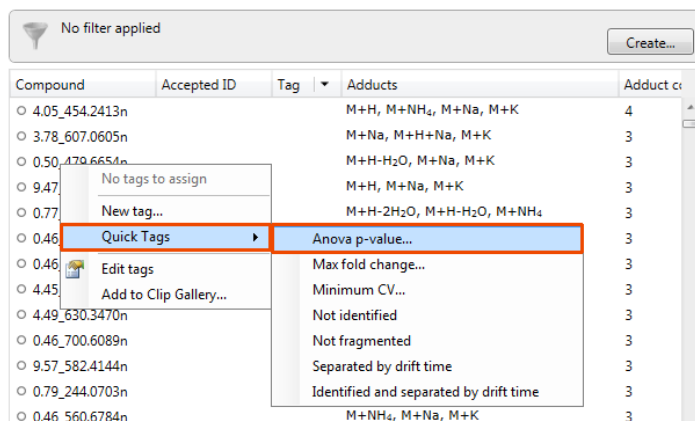 No filter applied
Create...
Compound Accepted ID Tag Adducts Adduct co
4.05_454.2413n M+H, M+NH₄, M+Na, M+K 4
3.78_607.0605n M+Na, M+H+Na, M+K 3
0.50_479.6654n M+H-H₂O, M+Na, M+K 3
9.47 M+H, M+Na, M+K 3
0.77 M+H-2H₂O, M+H-H₂O, M+NH₄ 3
0.46 3
0.46 3
4.45 3
4.49_630.3470n 3
0.46_700.6089n 3
9.57_582.4144n 3
0.79_244.0703n 3
0.46_560.6784n M+NH₄, M+Na, M+K 3
No tags to assign
New tag...
Quick Tags
Edit tags
Add to Clip Gallery...
Anova p-value...
Max fold change...
Minimum CV...
Not identified
Not fragmented
Separated by drift time
Identified and separated by drift time